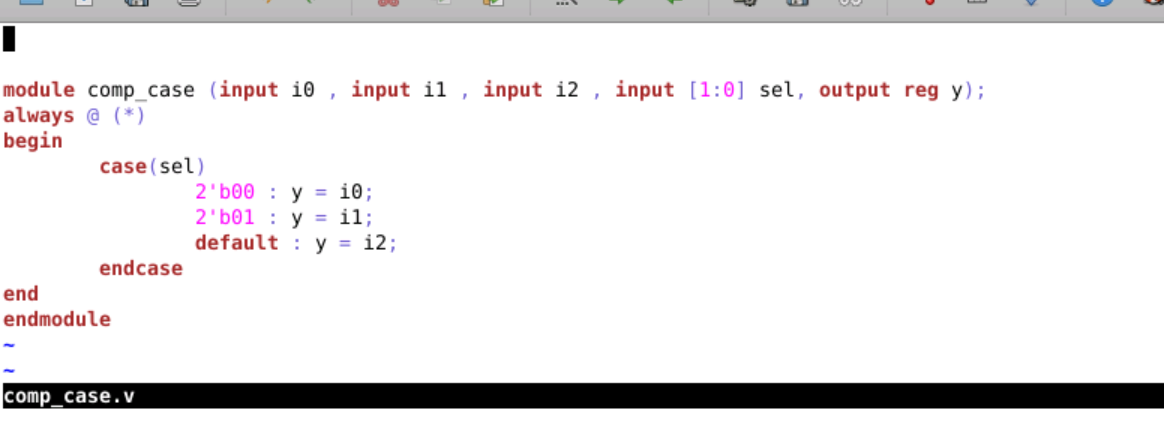 module comp_case (input i0 , input i1 , input i2 , input [1:0] sel, output reg y);
always @ (*)
begin
        case(sel)
                2'b00 : y = i0;
                2'b01 : y = i1;
                default : y = i2;
        endcase
end
endmodule
~
~
comp_case.v